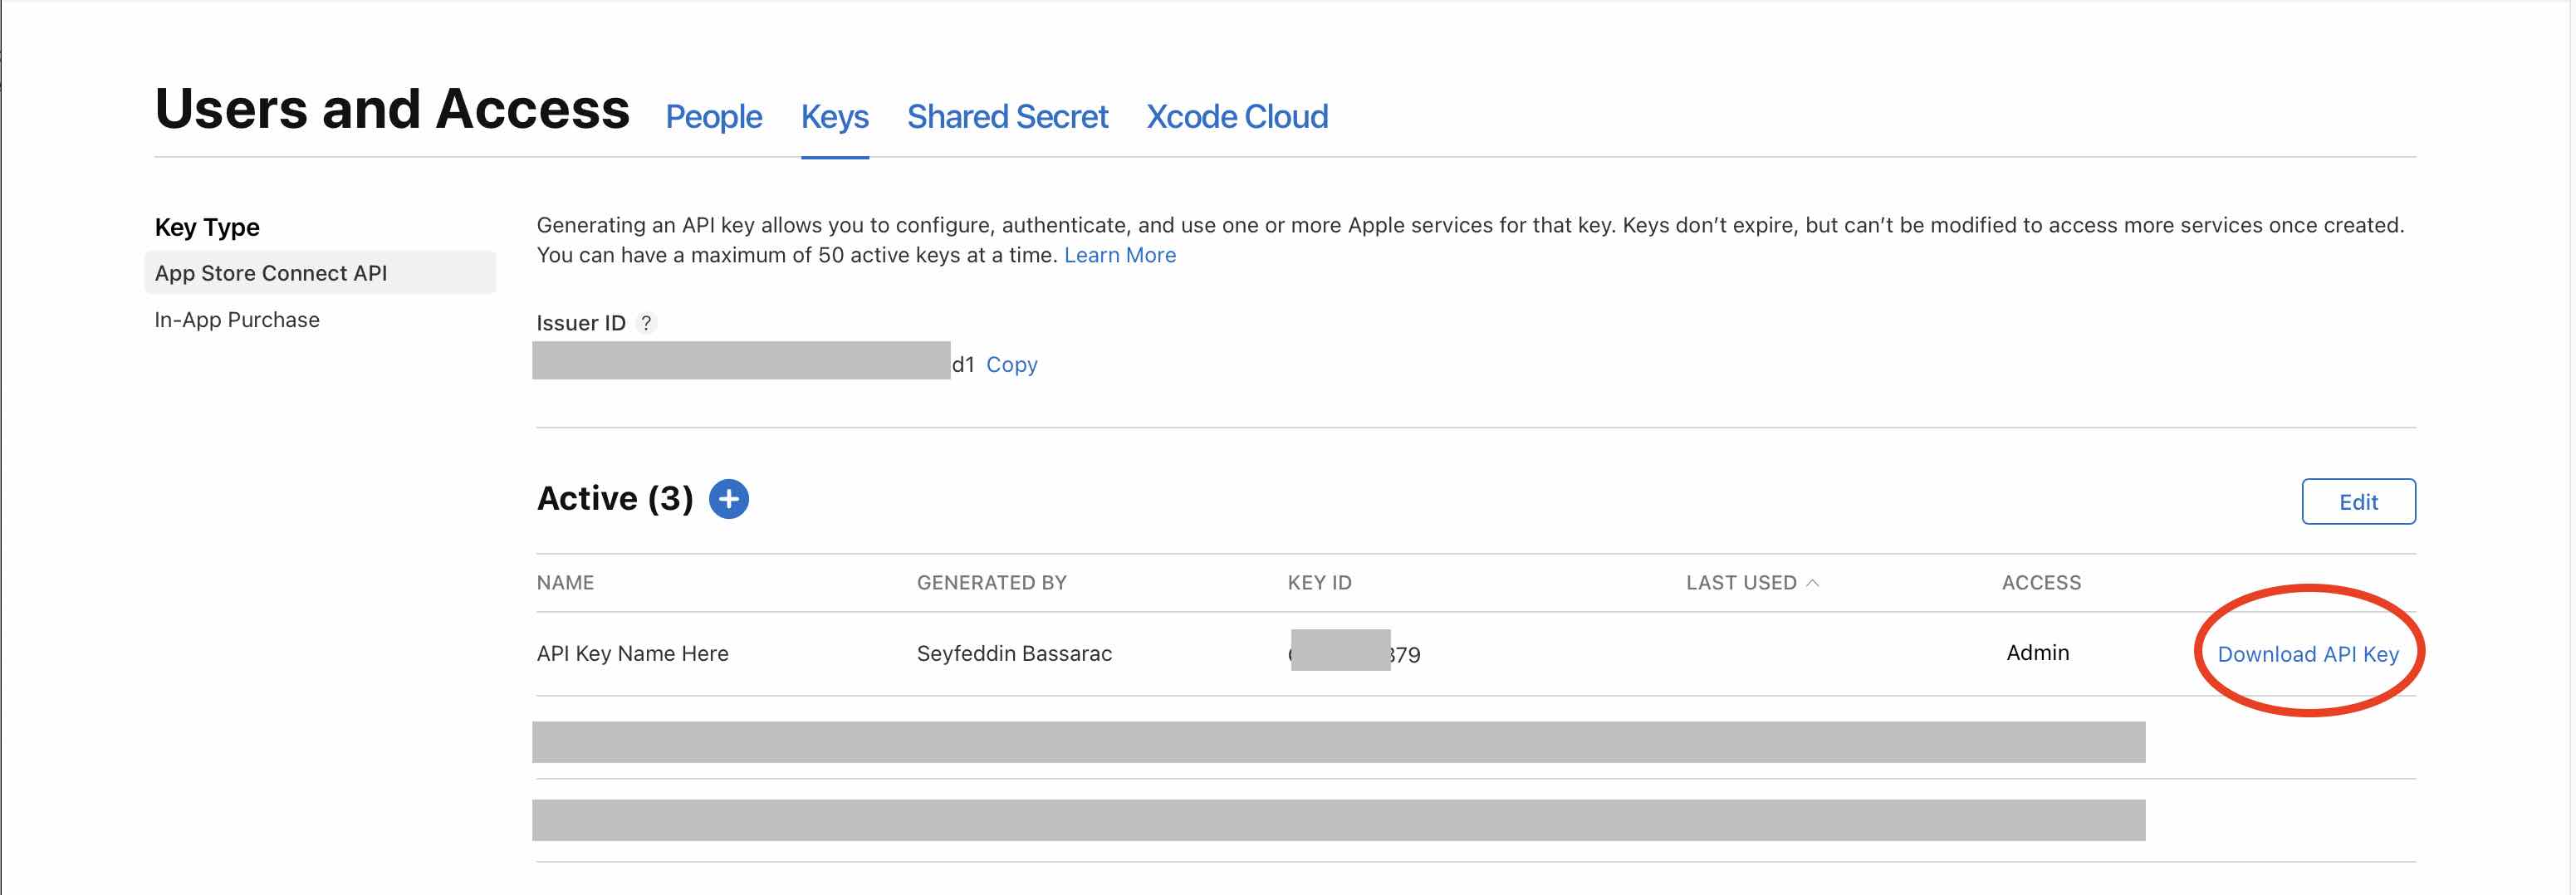 Users and Access People Keys Shared Secret Xcode Cloud
Key Type
App Store Connect API
In-App Purchase
Generating an API key allows you to configure, authenticate, and use one or more Apple services for that key. Keys don’t expire, but can’t be modified to access more services once created.
You can have a maximum of 50 active keys at a time. Learn More
Issuer ID ?
d1 Copy
Active (3) +
Edit
NAME GENERATED BY KEY ID LAST USED ACCESS
API Key Name Here Seyfeddin Bassarac 379 Admin Download API Key